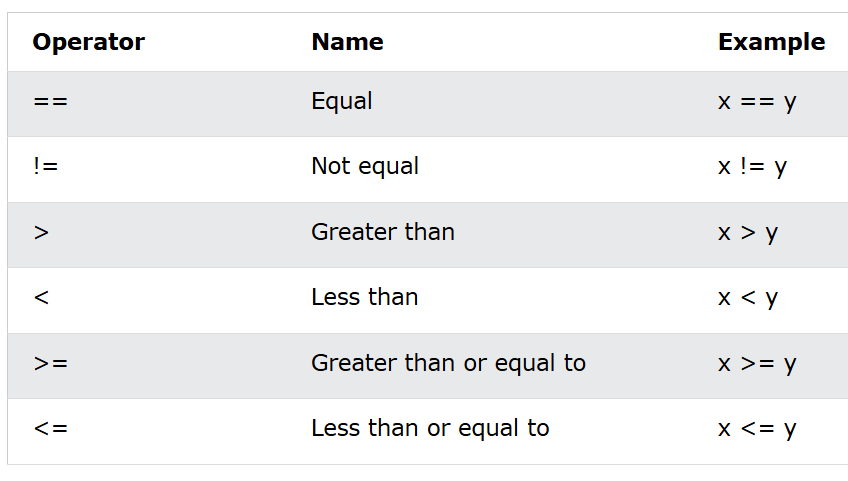 Operator Name Example
== Equal x == y
!= Not equal x != y
> Greater than x > y
< Less than x < y
>= Greater than or equal to x >= y
<= Less than or equal to x <= y